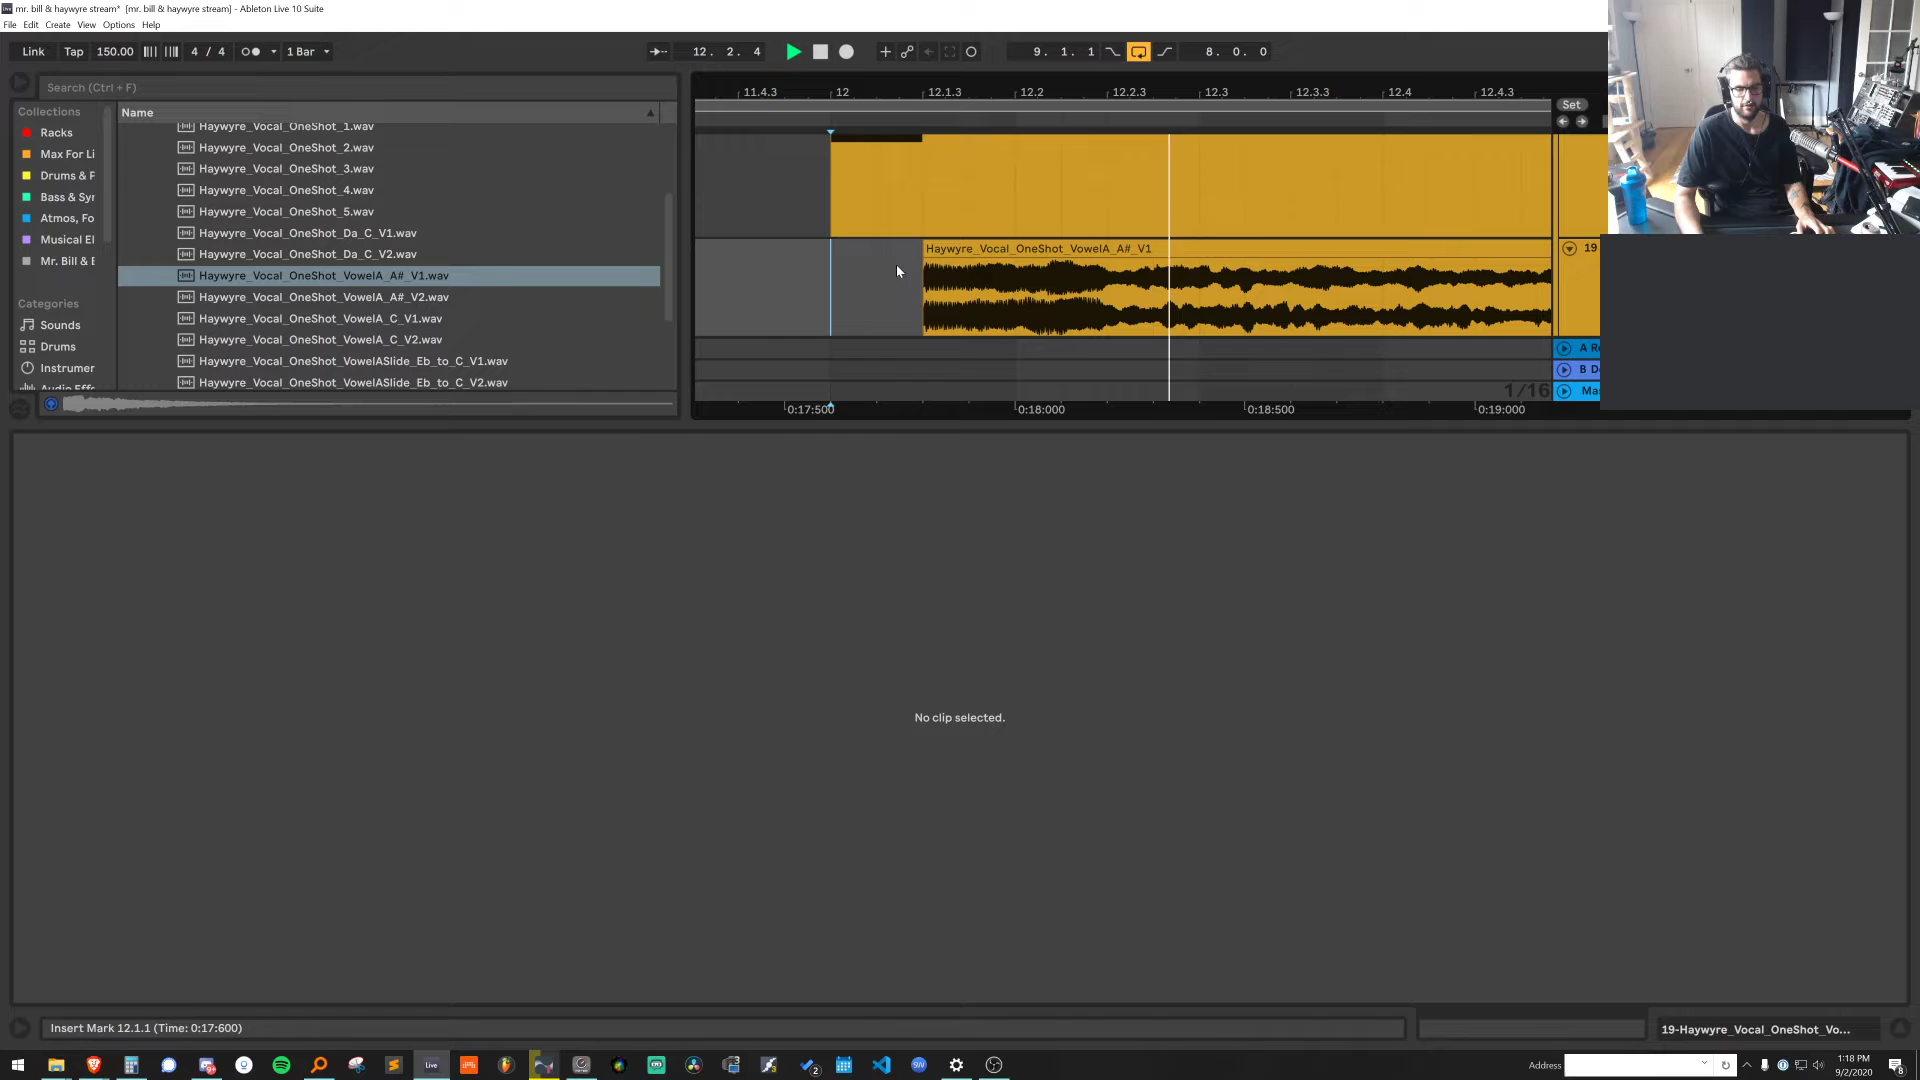 mr. bill & haywyre stream* [mr. bill & haywyre stream] - Ableton Live 10 Suite
File Edit Create View Options Help
Link Tap 150.00 4 / 4 1 Bar 12. 2. 4 9. 1. 1 8. 0. 0
Search (Ctrl + F)
Collections
Racks
Max For Li
Drums & P
Bass & Syr
Atmos, Fo
Musical El
Mr. Bill & E
Categories
Sounds
Drums
Instrumer
Audio Effe
Name
Haywyre_Vocal_OneShot_1.wav
Haywyre_Vocal_OneShot_2.wav
Haywyre_Vocal_OneShot_3.wav
Haywyre_Vocal_OneShot_4.wav
Haywyre_Vocal_OneShot_5.wav
Haywyre_Vocal_OneShot_Da_C_V1.wav
Haywyre_Vocal_OneShot_Da_C_V2.wav
Haywyre_Vocal_OneShot_VowelA_A#_V1.wav
Haywyre_Vocal_OneShot_VowelA_A#_V2.wav
Haywyre_Vocal_OneShot_VowelA_C_V1.wav
Haywyre_Vocal_OneShot_VowelA_C_V2.wav
Haywyre_Vocal_OneShot_VowelASlide_Eb_to_C_V1.wav
Haywyre_Vocal_OneShot_VowelASlide_Eb_to_C_V2.wav
11.4.3 12 12.1.3 12.2 12.2.3 12.3 12.3.3 12.4 12.4.3
Set
Haywyre_Vocal_OneShot_VowelA_A#_V1
19
A Re
B De
1/16 Mas
0:17:500 0:18:000 0:18:500 0:19:000
No clip selected.
Insert Mark 12.1.1 (Time: 0:17:600)
19-Haywyre_Vocal_OneShot_Vo...
Live
Address
1:18 PM
9/2/2020